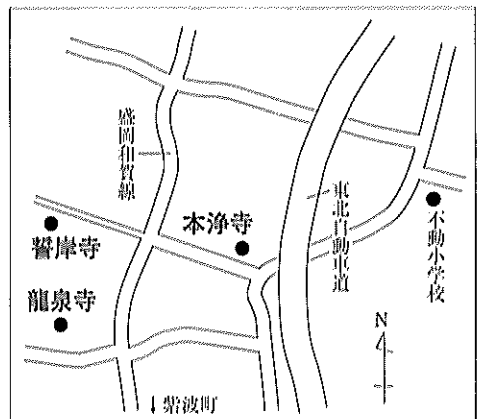 盛岡和賀線
東北自動車道
不動小学校
本浄寺
誓岸寺
龍泉寺
N
↓紫波町